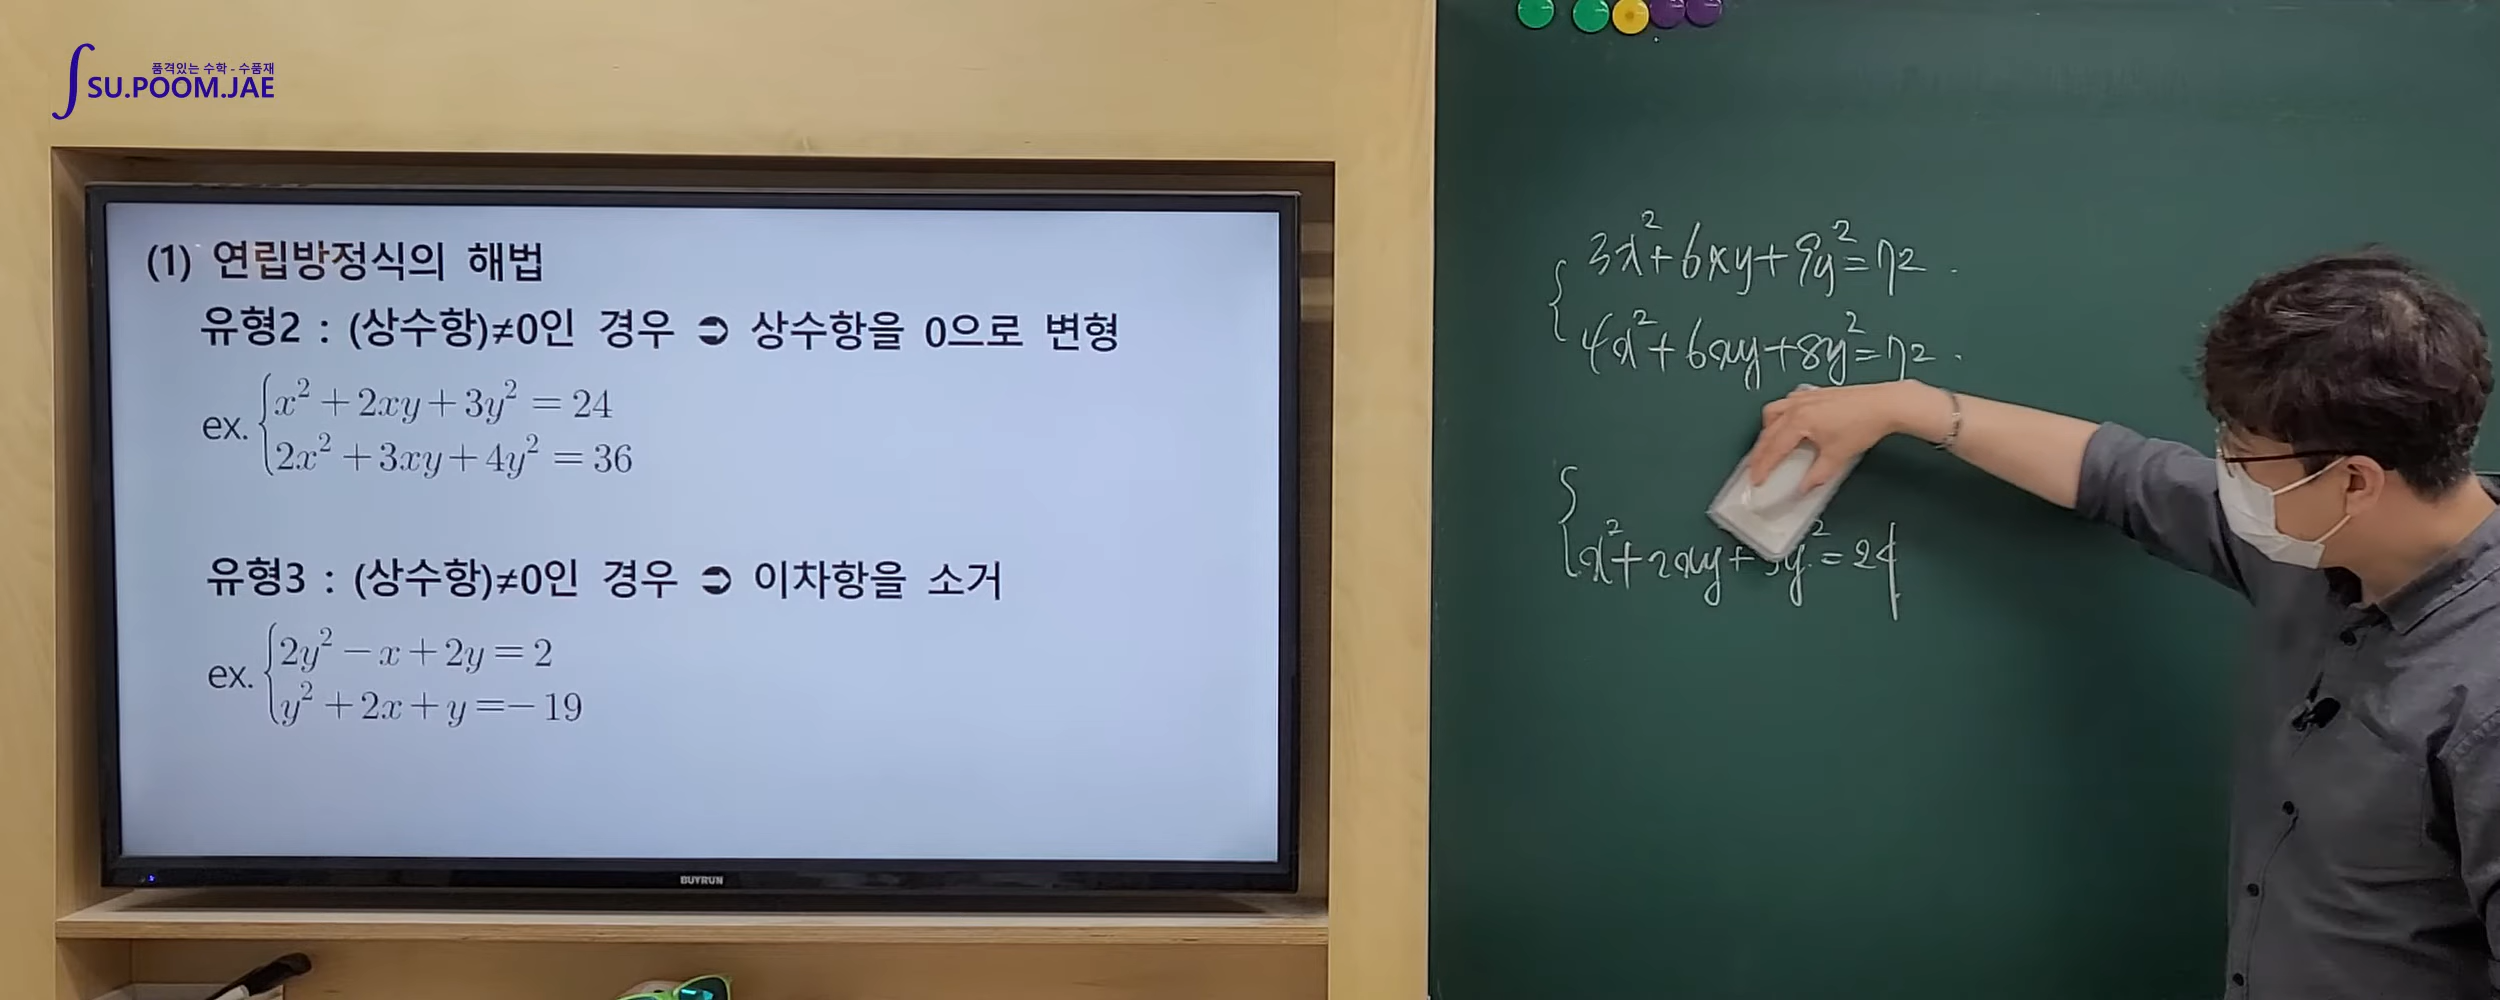 품격있는 수학 - 수품재
SU.POOM.JAE
(1) 연립방정식의 해법
유형2 : (상수항)≠0인 경우 ➲ 상수항을 0으로 변형
ex. { x² + 2xy + 3y² = 24
2x² + 3xy + 4y² = 36
유형3 : (상수항)≠0인 경우 ➲ 이차항을 소거
ex. { 2y² − x + 2y = 2
y² + 2x + y = − 19
BUYRUN
{ 3x² + 6xy + 9y² = 72
4x² + 6xy + 8y² = 72
{
x² + 2xy + 3y² = 24